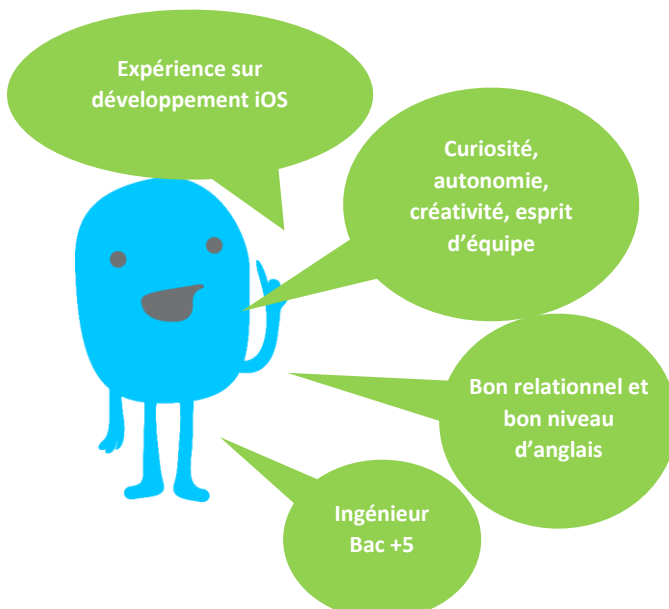 Expérience sur
développement iOS
Curiosité,
autonomie,
créativité, esprit
d’équipe
Bon relationnel et
bon niveau
d’anglais
Ingénieur
Bac +5